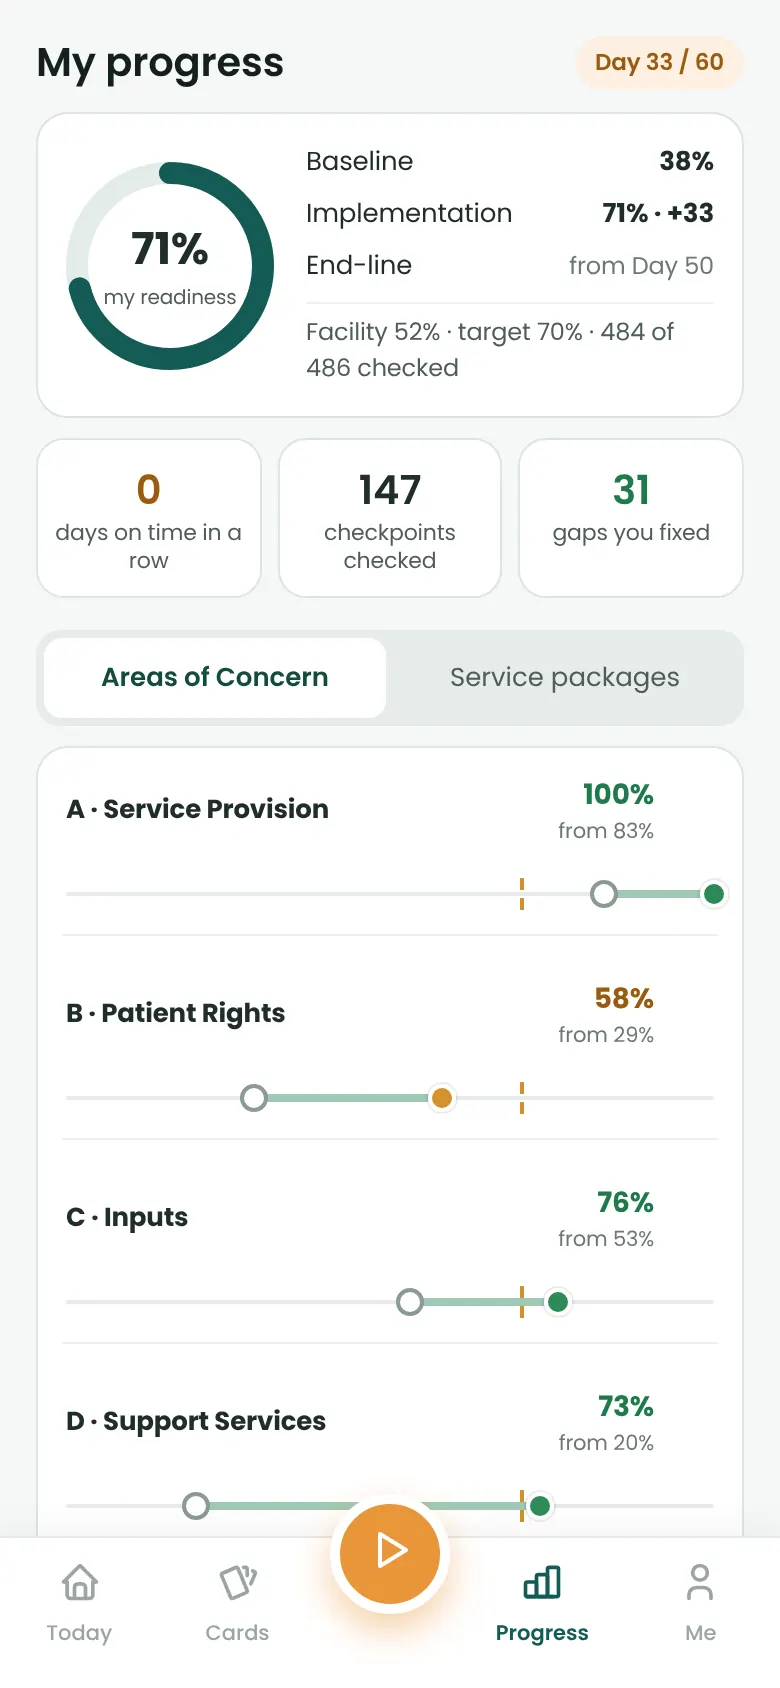 My progress
Day 33 / 60
71%
my readiness
Baseline 38%
Implementation 71% · +33
End-line from Day 50
Facility 52% · target 70% · 484 of
486 checked
0
days on time in a
row
147
checkpoints
checked
31
gaps you fixed
Areas of Concern
Service packages
A · Service Provision
100%
from 83%
B · Patient Rights
58%
from 29%
C · Inputs
76%
from 53%
D · Support Services
73%
from 20%
Today
Cards
Progress
Me